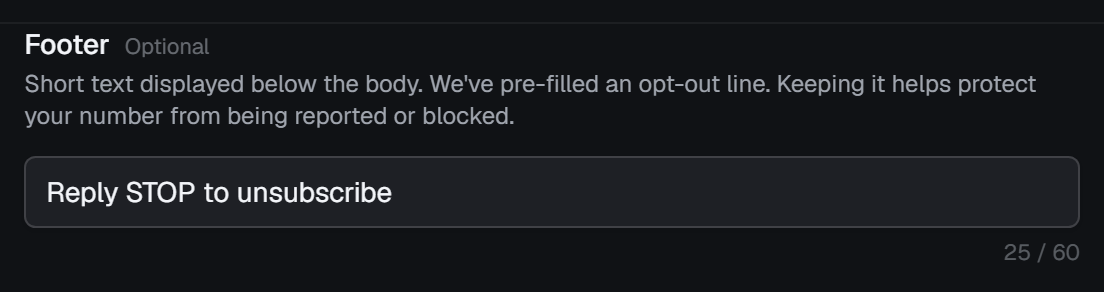 Footer Optional
Short text displayed below the body. We've pre-filled an opt-out line. Keeping it helps protect
your number from being reported or blocked.
Reply STOP to unsubscribe
25 / 60